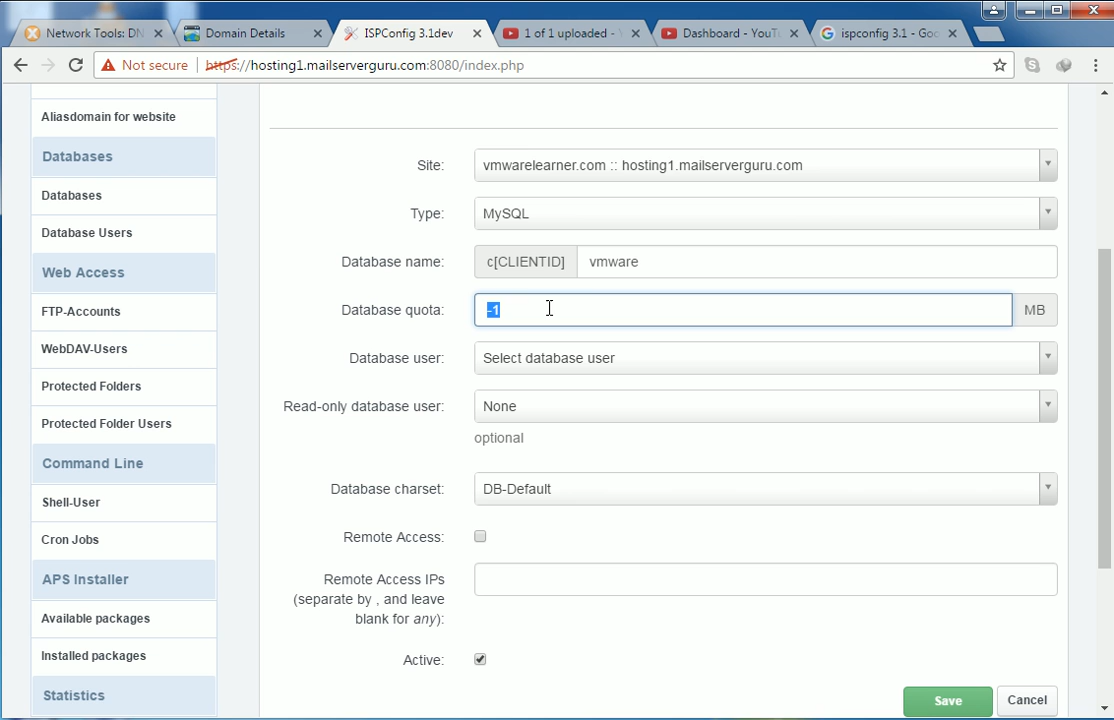 Network Tools: DN
Domain Details
ISPConfig 3.1dev
1 of 1 uploaded - Y
Dashboard - YouTu
ispconfig 3.1 - Goo
Not secure
https://hosting1.mailserverguru.com:8080/index.php
Aliasdomain for website
Databases
Databases
Database Users
Web Access
FTP-Accounts
WebDAV-Users
Protected Folders
Protected Folder Users
Command Line
Shell-User
Cron Jobs
APS Installer
Available packages
Installed packages
Statistics
Site: vmwarelearner.com :: hosting1.mailserverguru.com
Type: MySQL
Database name: c[CLIENTID] vmware
Database quota: -1 MB
Database user: Select database user
Read-only database user: None
optional
Database charset: DB-Default
Remote Access:
Remote Access IPs
(separate by , and leave
blank for any):
Active:
Save Cancel